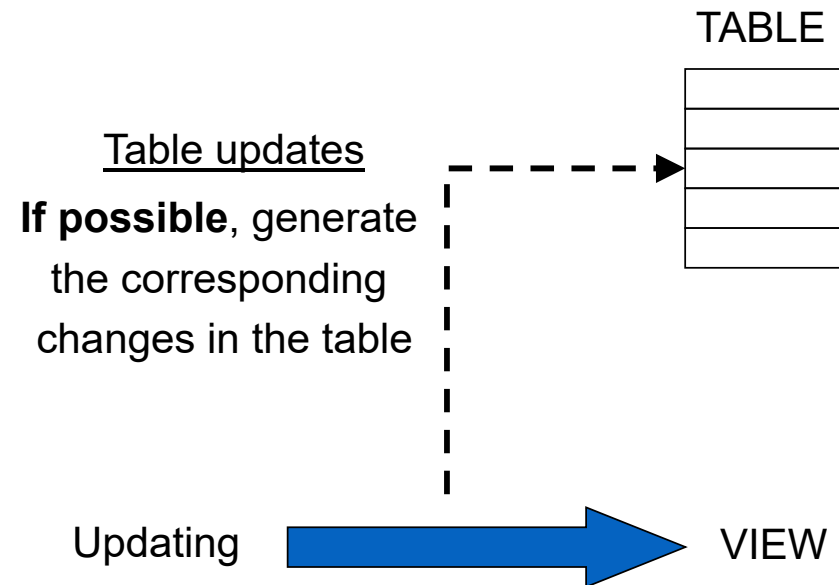 TABLE
Table updates
If possible, generate
the corresponding
changes in the table
Updating
VIEW